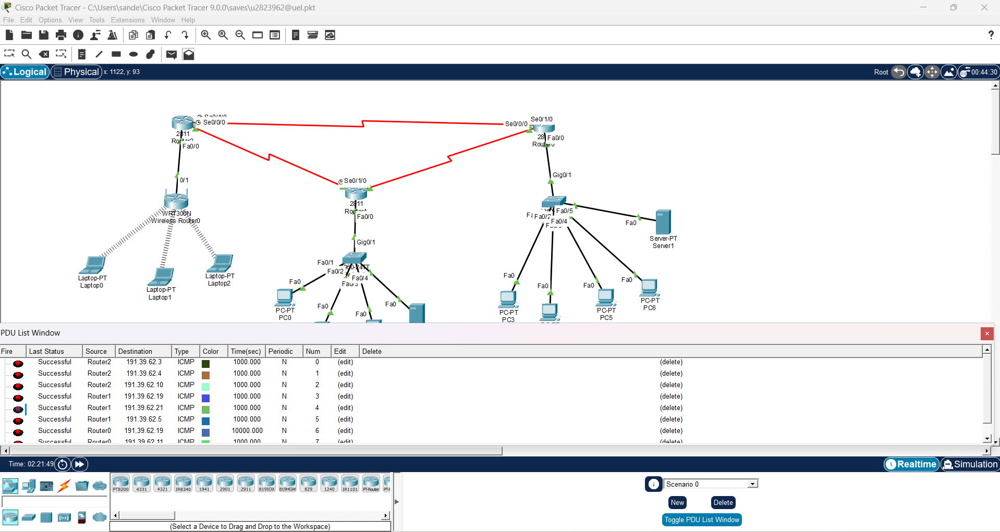 Cisco Packet Tracer - C:\Users\sande\Cisco Packet Tracer 9.0.0\saves\u2823962@uel.pkt
File Edit Options View Tools Extensions Window Help
?
Logical Physical x: 1122, y: 93 Root 00:44:30
Se0/1/0
Se0/0/0
2811
Fa0/0
0/1
WRT300N
Wireless Router0
Laptop-PT
Laptop0
Laptop-PT
Laptop1
Laptop-PT
Laptop2
Se0/1/0
2811
Router1
Fa0/0
Gig0/1
Fa0/1
Fa0/2
Fa0/4
Fa0/3
Fa0
PC-PT
PC0
Fa0
Fa0
Fa0
Se0/1/0
Se0/0/0
Fa0/0
Router0
Gig0/1
Fa0/5
Fa0/2
Fa0/4
Fa0
Server-PT
Server1
Fa0
PC-PT
PC3
Fa0
Fa0
PC-PT
PC5
Fa0
PC-PT
PC6
PDU List Window
Fire Last Status Source Destination Type Color Time(sec) Periodic Num Edit Delete
Successful Router2 191.39.62.3 ICMP 1000.000 N 0 (edit) (delete)
Successful Router2 191.39.62.4 ICMP 1000.000 N 1 (edit) (delete)
Successful Router2 191.39.62.10 ICMP 1000.000 N 2 (edit) (delete)
Successful Router1 191.39.62.19 ICMP 1000.000 N 3 (edit) (delete)
Successful Router1 191.39.62.21 ICMP 1000.000 N 4 (edit) (delete)
Successful Router1 191.39.62.5 ICMP 1000.000 N 5 (edit) (delete)
Successful Router0 191.39.62.19 ICMP 10000.000 N 6 (edit) (delete)
Successful Router0 191.39.62.11 ICMP 1000.000 N 7 (edit) (delete)
Time: 02:21:49 Realtime Simulation
PT8200 4331 4321 IR8340 1941 2901 2911 819IOX 819HGW 829 1240 IR1101 PT-Router
(Select a Device to Drag and Drop to the Workspace)
Scenario 0
New Delete
Toggle PDU List Window